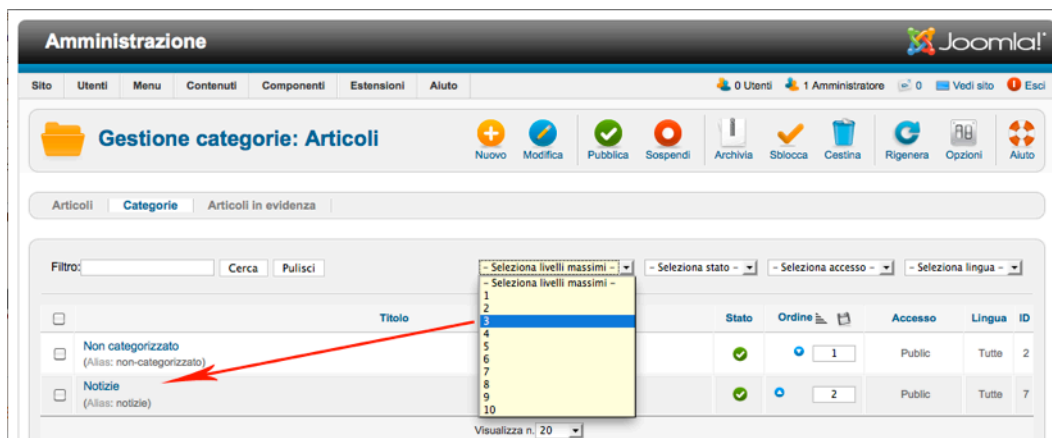 Amministrazione
Joomla!
Sito Utenti Menu Contenuti Componenti Estensioni Aiuto 0 Utenti 1 Amministratore 0 Vedi sito Esci
Gestione categorie: Articoli
Nuovo Modifica Pubblica Sospendi Archivia Sblocca Cestina Rigenera Opzioni Aiuto
Articoli Categorie Articoli in evidenza
Filtro: Cerca Pulisci - Seleziona livelli massimi - - Seleziona stato - - Seleziona accesso - - Seleziona lingua -
- Seleziona livelli massimi -
1
2
3
4
5
6
7
8
9
10
Titolo Stato Ordine Accesso Lingua ID
Non categorizzato 1 Public Tutte 2
(Alias: non-categorizzato)
Notizie 2 Public Tutte 7
(Alias: notizie)
Visualizza n. 20